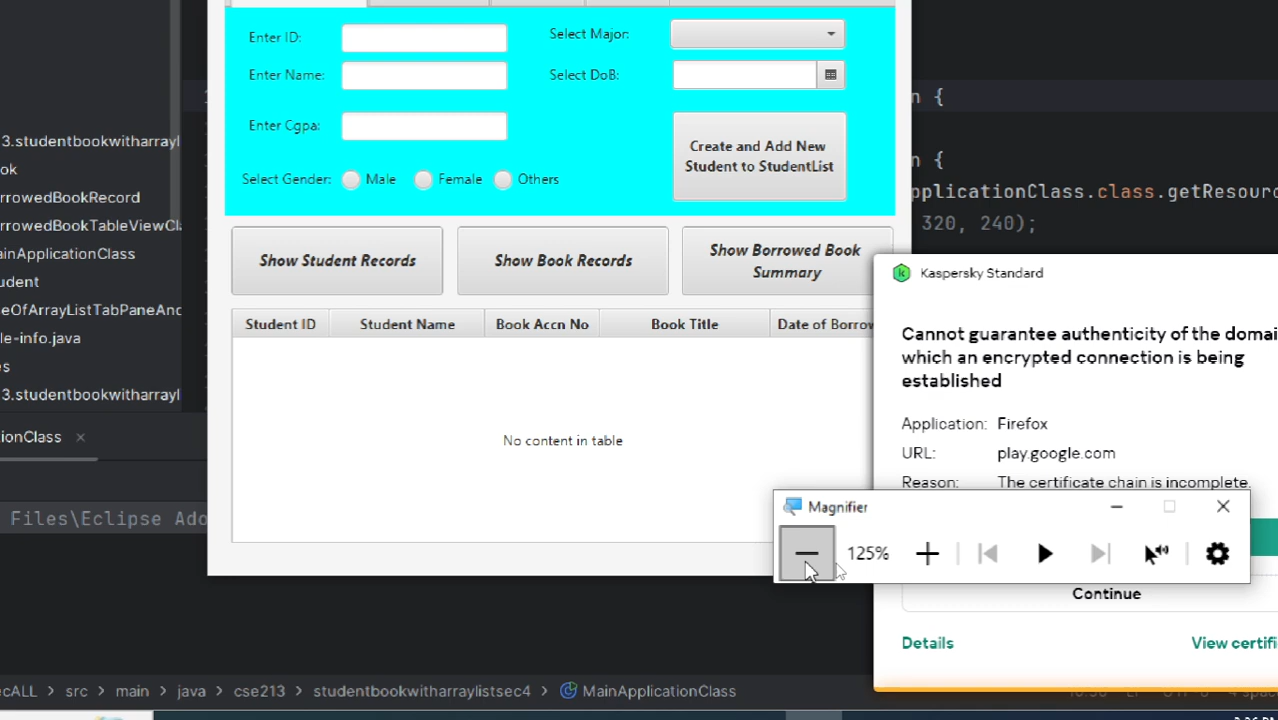 Enter ID:
Select Major:
Enter Name:
Select DoB:
Enter Cgpa:
Create and Add New
Student to StudentList
Select Gender:
Male
Female
Others
Show Student Records
Show Book Records
Show Borrowed Book
Summary
Student ID
Student Name
Book Accn No
Book Title
Date of Borrow
No content in table
3.studentbookwitharrayl
ok
rrowedBookRecord
rrowedBookTableViewCl
ainApplicationClass
udent
eOfArrayListTabPaneAnd
le-info.java
es
3.studentbookwitharrayl
ionClass
Files\Eclipse Ado
n {
n {
pplicationClass.class.getResourc
320, 240);
Kaspersky Standard
Cannot guarantee authenticity of the domai
which an encrypted connection is being
established
Application: Firefox
URL: play.google.com
Reason: The certificate chain is incomplete.
Magnifier
125%
Continue
Details
View certifi
ecALL > src > main > java > cse213 > studentbookwitharraylistsec4 > MainApplicationClass